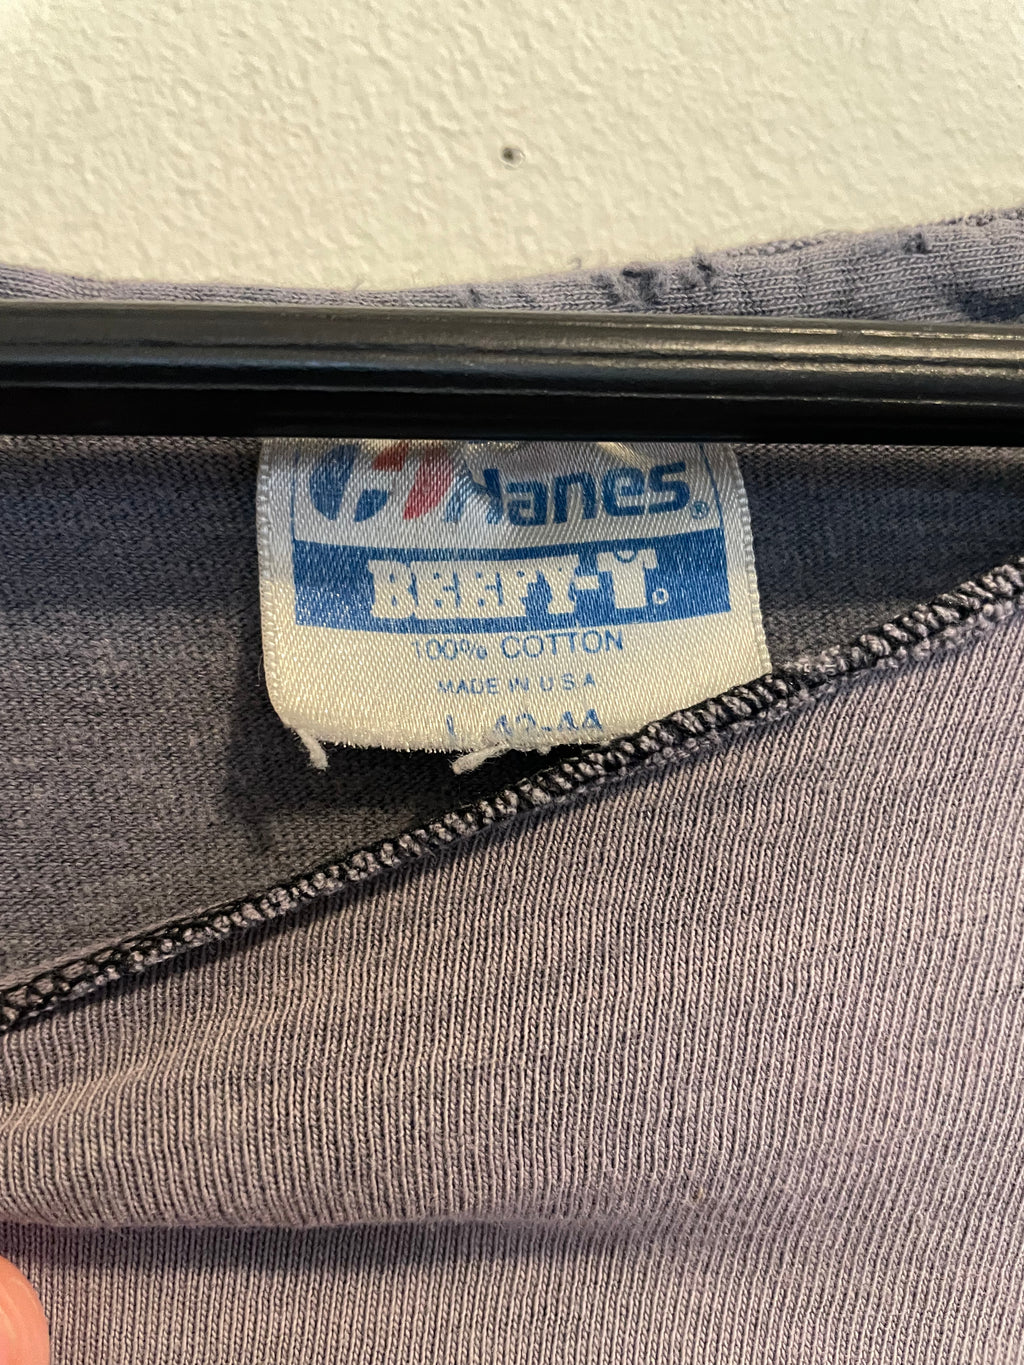 Hanes®
BEEFY-T®
100% COTTON
MADE IN U S A
L 42-44